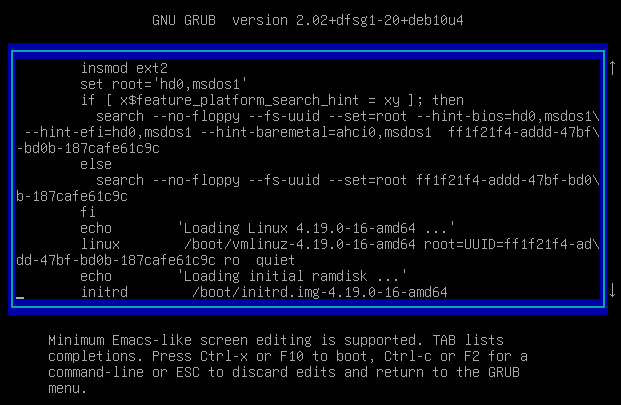 GNU GRUB  version 2.02+dfsg1-20+deb10u4
insmod ext2
set root='hd0,msdos1'
if [ x$feature_platform_search_hint = xy ]; then
search --no-floppy --fs-uuid --set=root --hint-bios=hd0,msdos1\
--hint-efi=hd0,msdos1 --hint-baremetal=ahci0,msdos1  ff1f21f4-addd-47bf\
-bd0b-187cafe61c9c
else
search --no-floppy --fs-uuid --set=root ff1f21f4-addd-47bf-bd0\
b-187cafe61c9c
fi
echo        'Loading Linux 4.19.0-16-amd64 ...'
linux        /boot/vmlinuz-4.19.0-16-amd64 root=UUID=ff1f21f4-ad\
dd-47bf-bd0b-187cafe61c9c ro  quiet
echo        'Loading initial ramdisk ...'
initrd        /boot/initrd.img-4.19.0-16-amd64
Minimum Emacs-like screen editing is supported. TAB lists
completions. Press Ctrl-x or F10 to boot, Ctrl-c or F2 for a
command-line or ESC to discard edits and return to the GRUB
menu.